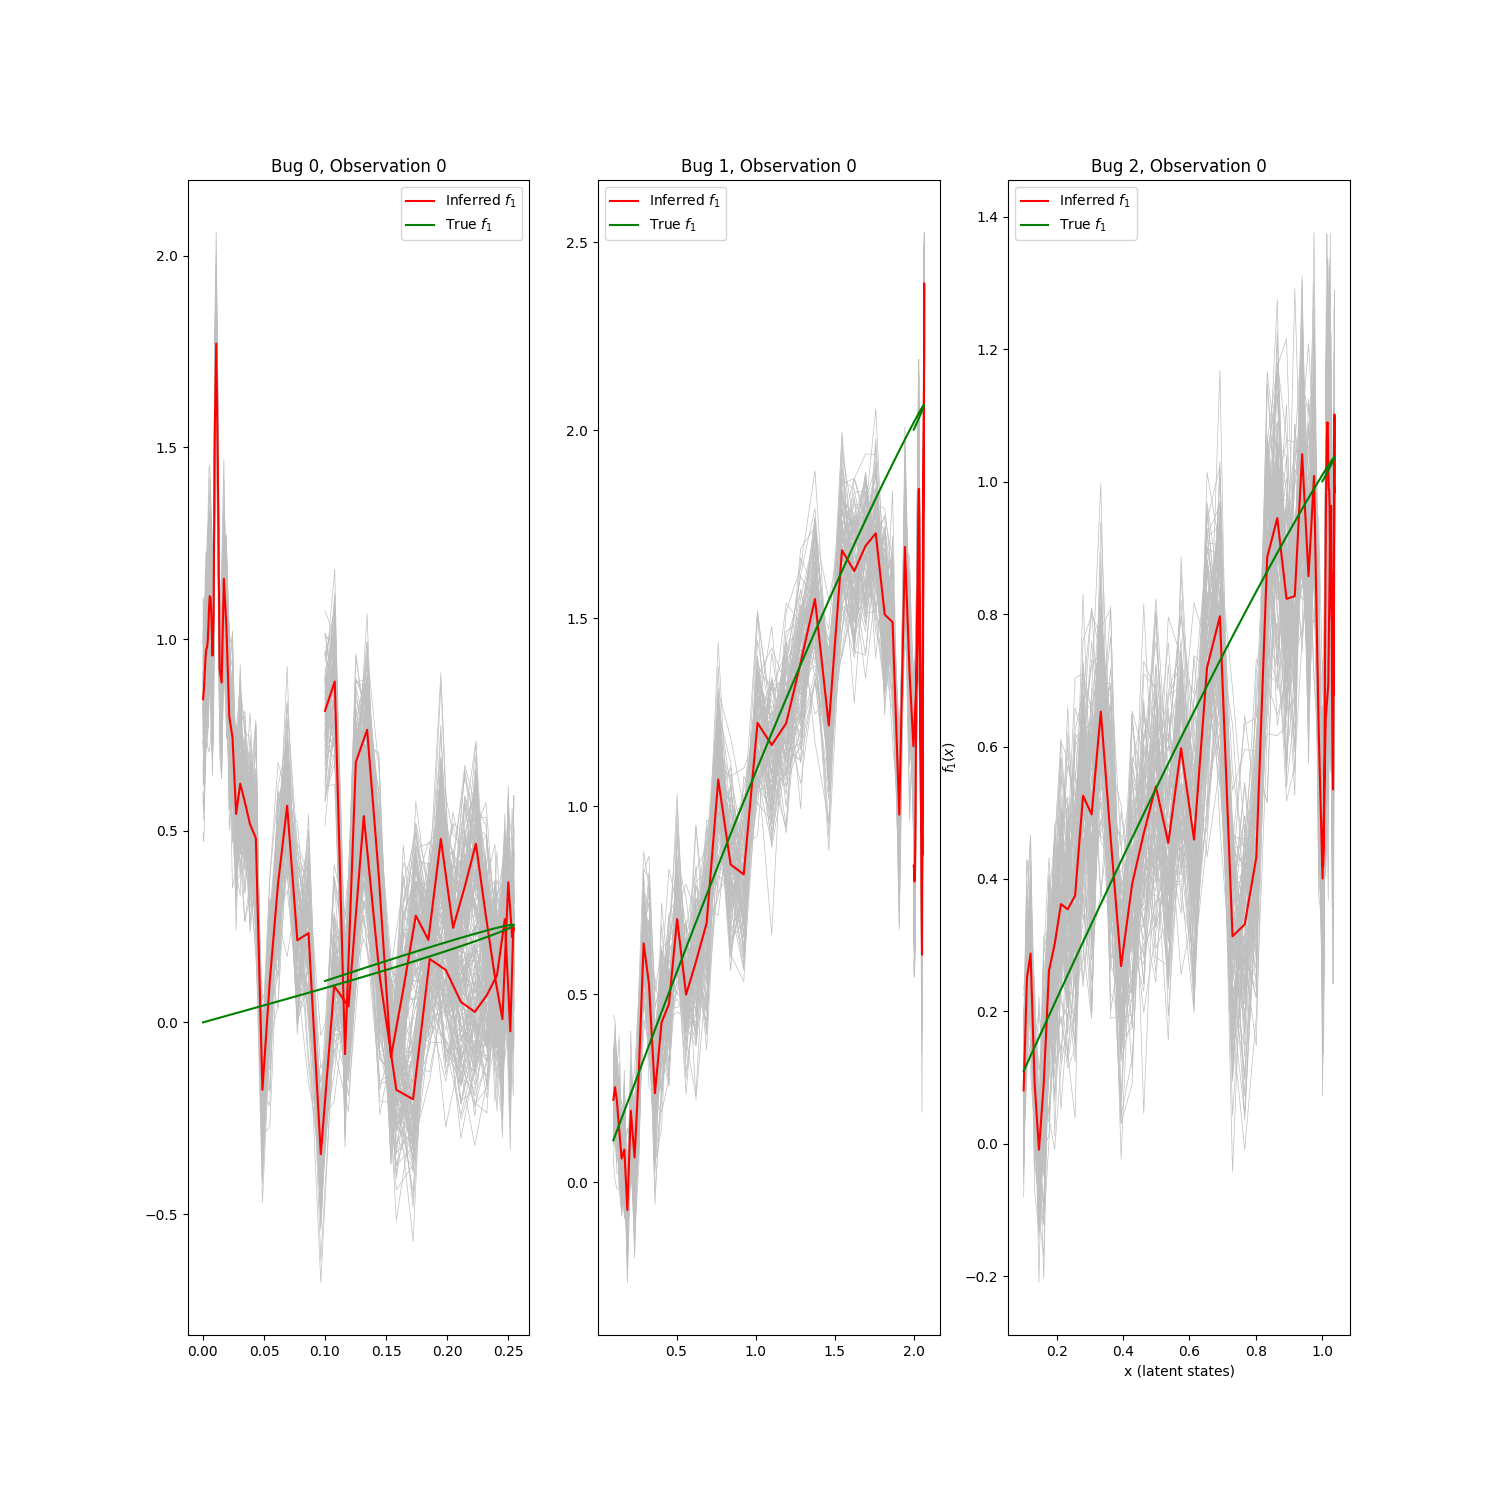 Bug 0, Observation 0
Inferred f₁
True f₁
2.0
1.5
1.0
0.5
0.0
−0.5
0.00 0.05 0.10 0.15 0.20 0.25
Bug 1, Observation 0
Inferred f₁
True f₁
2.5
2.0
1.5
1.0
0.5
0.0
0.5 1.0 1.5 2.0
Bug 2, Observation 0
Inferred f₁
True f₁
f₁(x)
1.4
1.2
1.0
0.8
0.6
0.4
0.2
0.0
−0.2
0.2 0.4 0.6 0.8 1.0
x (latent states)